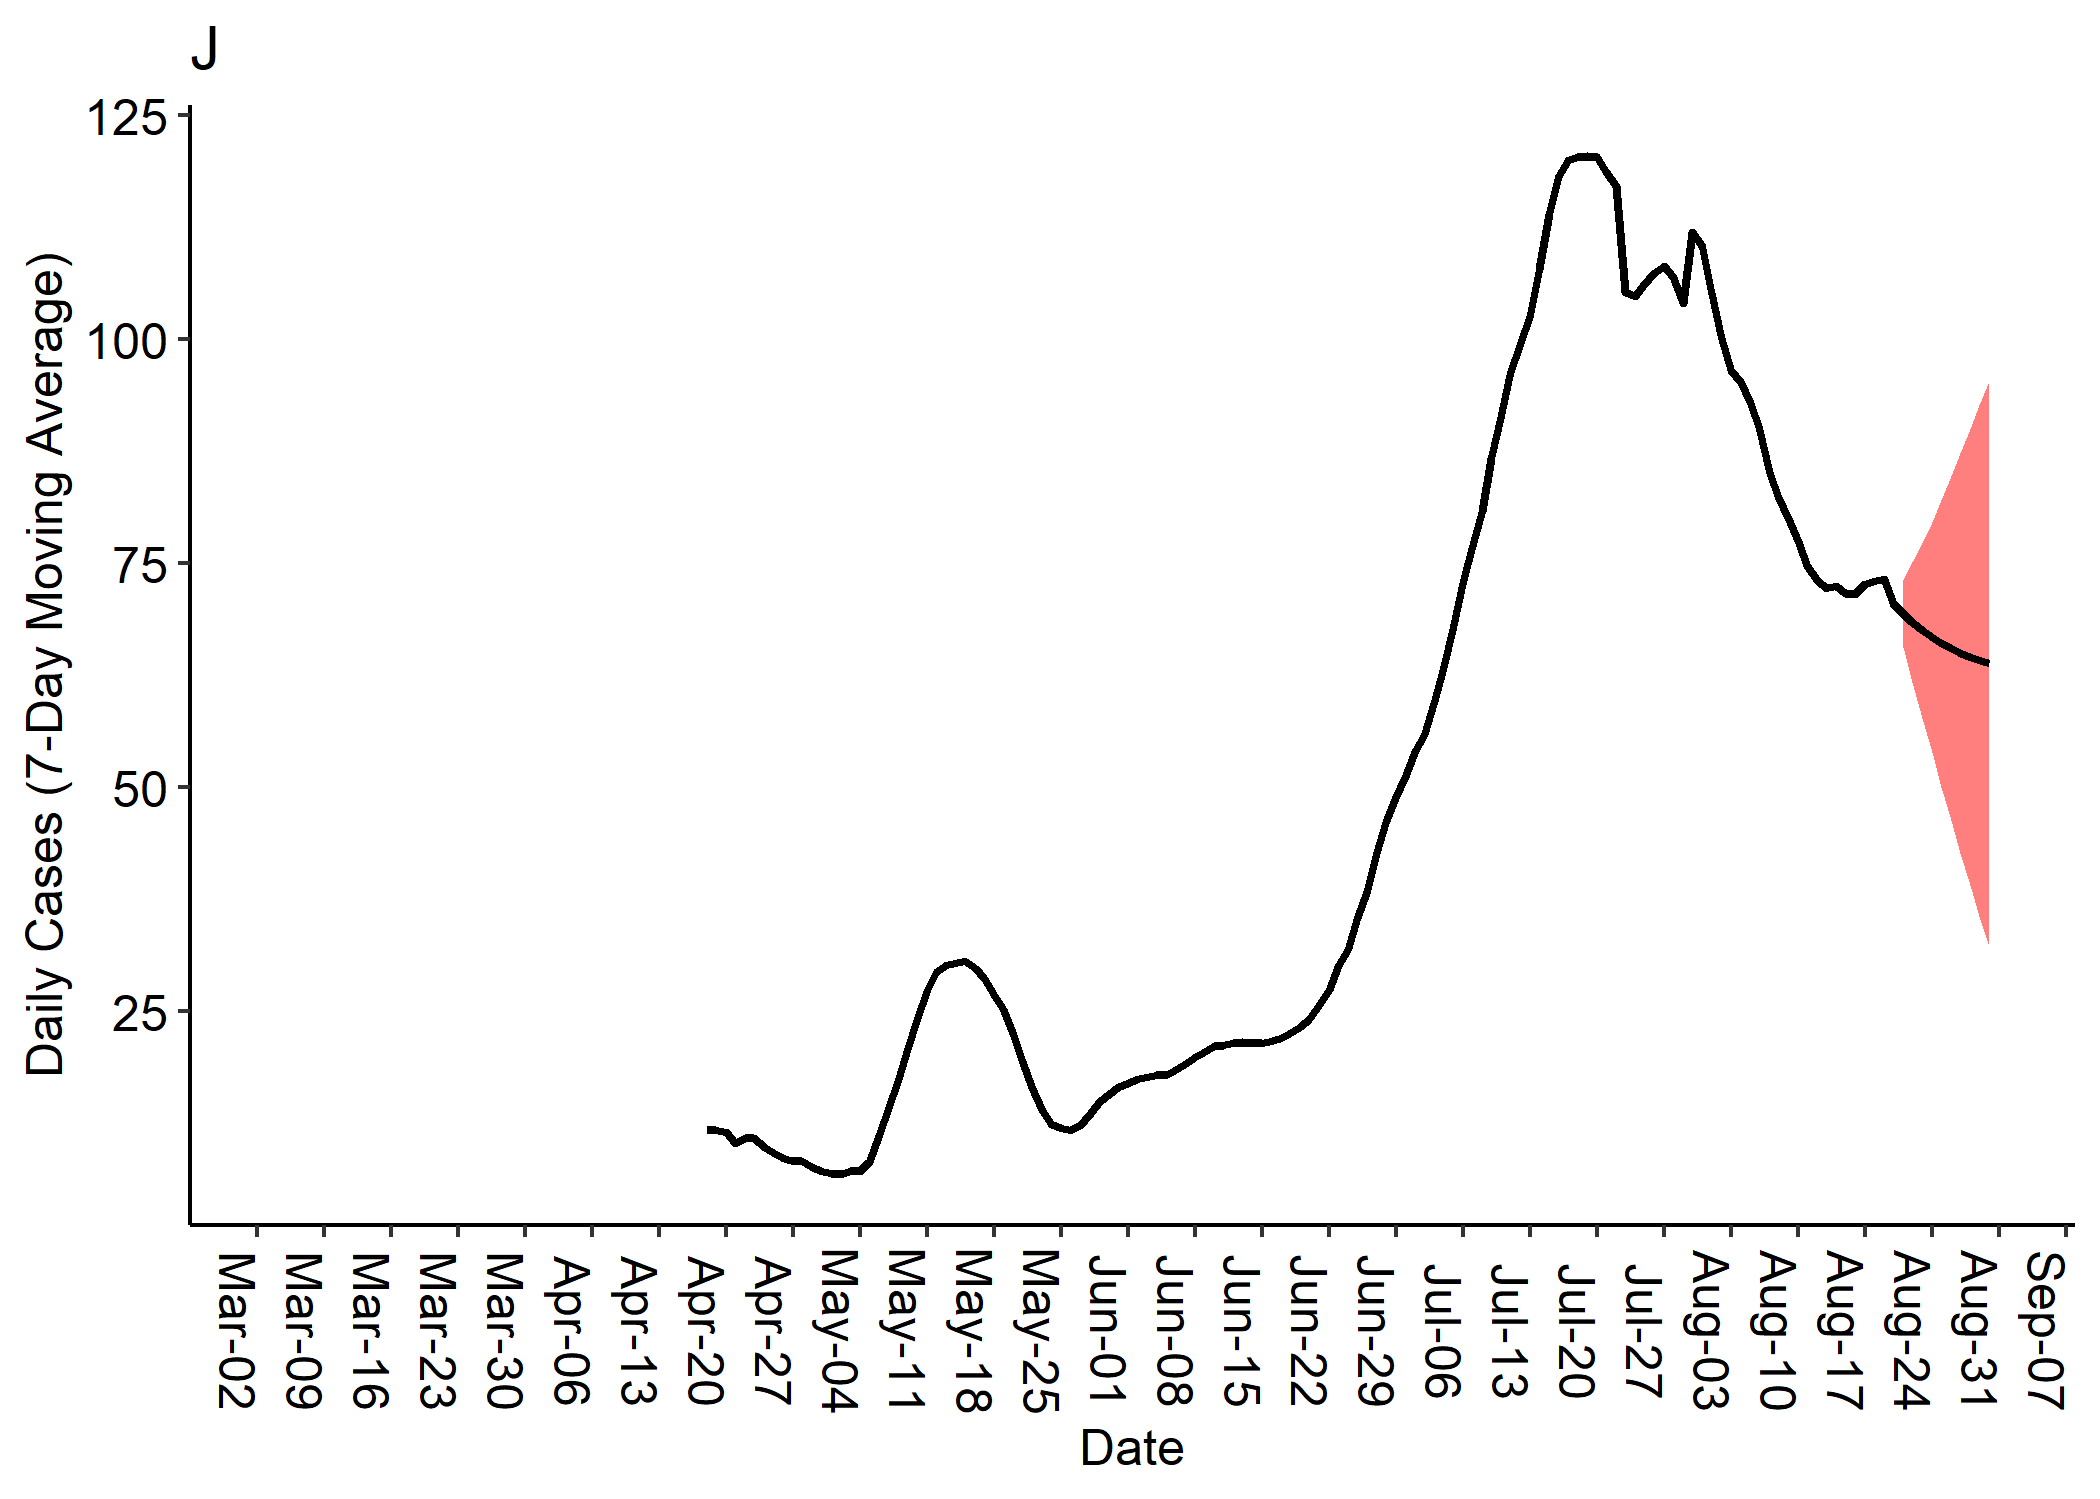 J
Daily Cases (7-Day Moving Average)
125
100
75
50
25
Mar-02
Mar-09
Mar-16
Mar-23
Mar-30
Apr-06
Apr-13
Apr-20
Apr-27
May-04
May-11
May-18
May-25
Jun-01
Jun-08
Jun-15
Jun-22
Jun-29
Jul-06
Jul-13
Jul-20
Jul-27
Aug-03
Aug-10
Aug-17
Aug-24
Aug-31
Sep-07
Date